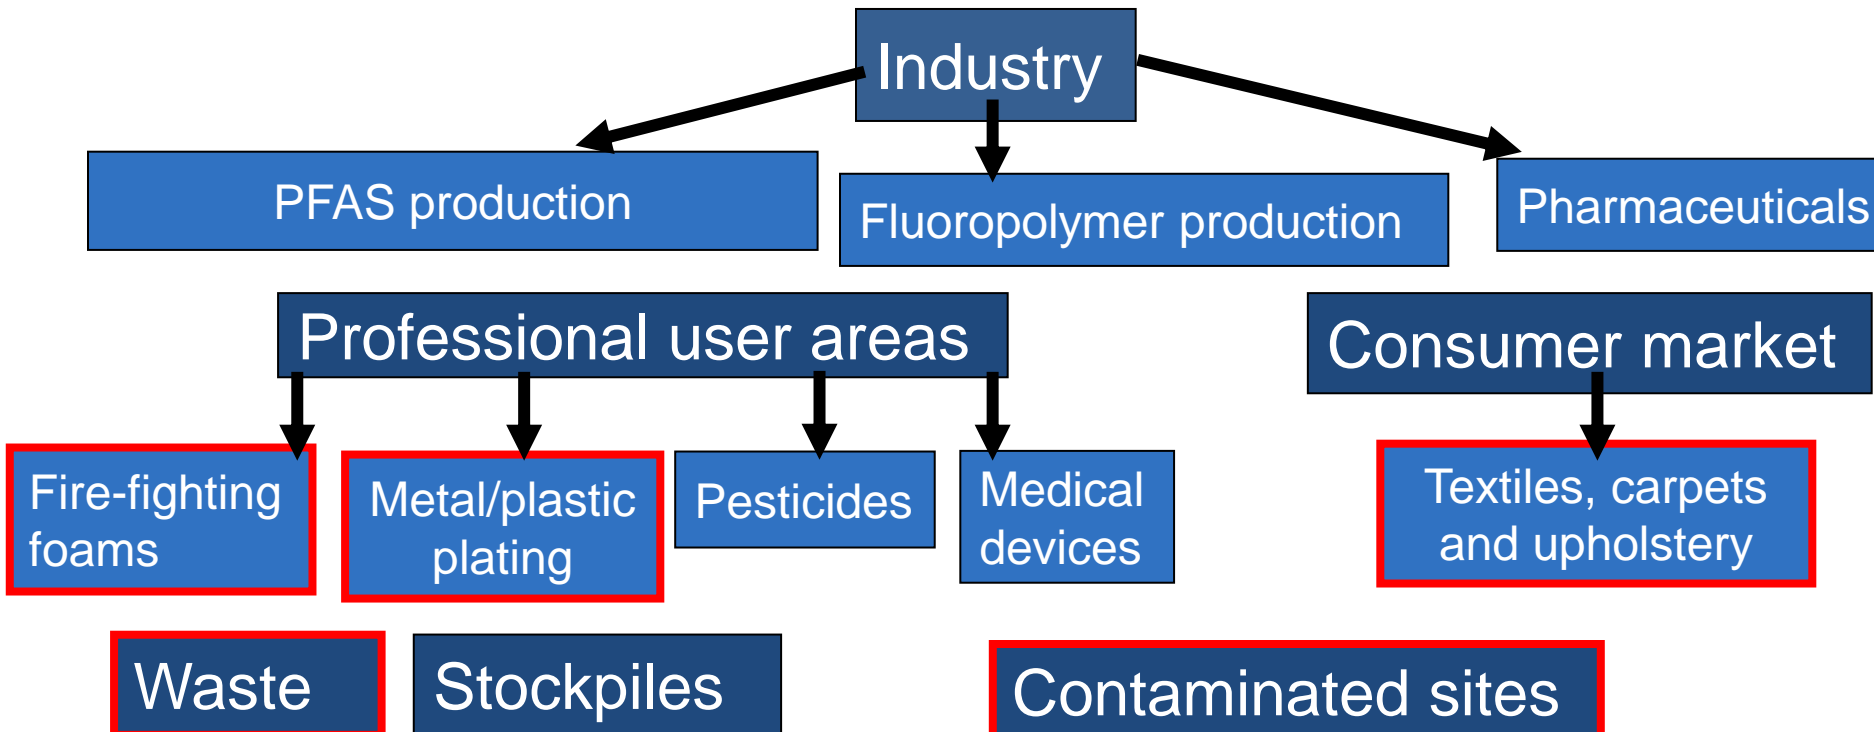 Industry
PFAS production
Fluoropolymer production
Pharmaceuticals
Professional user areas
Consumer market
Fire-fighting
foams
Metal/plastic
plating
Pesticides
Medical
devices
Textiles, carpets
and upholstery
Waste
Stockpiles
Contaminated sites